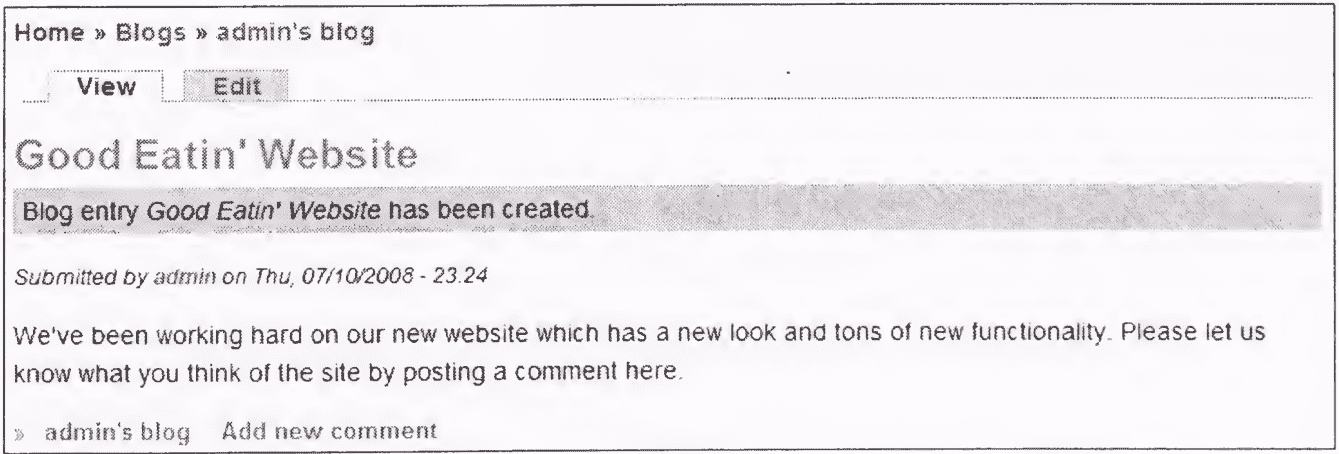 Home » Blogs » admin's blog
View Edit
Good Eatin' Website
Blog entry Good Eatin' Website has been created.
Submitted by admin on Thu, 07/10/2008 - 23:24
We've been working hard on our new website which has a new look and tons of new functionality. Please let us
know what you think of the site by posting a comment here.
» admin's blog Add new comment